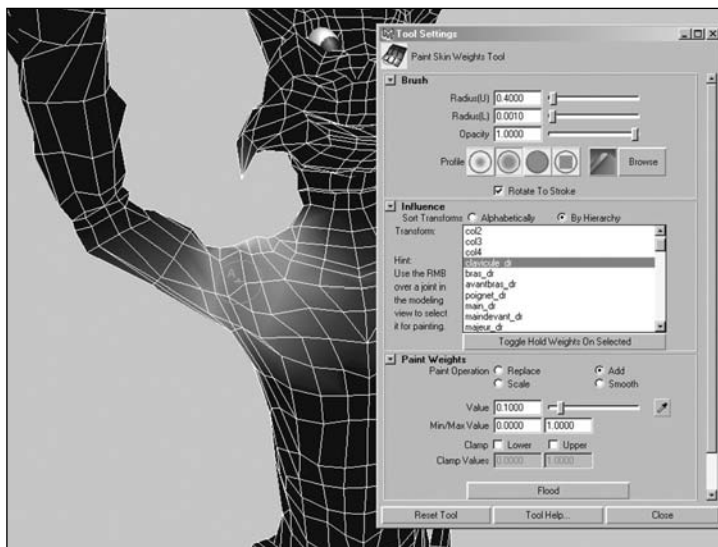 Tool Settings
Paint Skin Weights Tool
Brush
Radius(U) 0.4000
Radius(L) 0.0010
Opacity 1.0000
Profile Browse
Rotate To Stroke
Influence
Sort Transforms Alphabetically By Hierarchy
Transform:
col2
col3
col4
clavicule_dr
bras_dr
avantbras_dr
poignet_dr
main_dr
maindevant_dr
majeur_dr
Hint:
Use the RMB
over a joint in
the modeling
view to select
it for painting.
Toggle Hold Weights On Selected
Paint Weights
Paint Operation Replace Add
Scale Smooth
Value 0.1000
Min/Max Value 0.0000 1.0000
Clamp Lower Upper
Clamp Values 0.0000 1.0000
Flood
Reset Tool Tool Help... Close